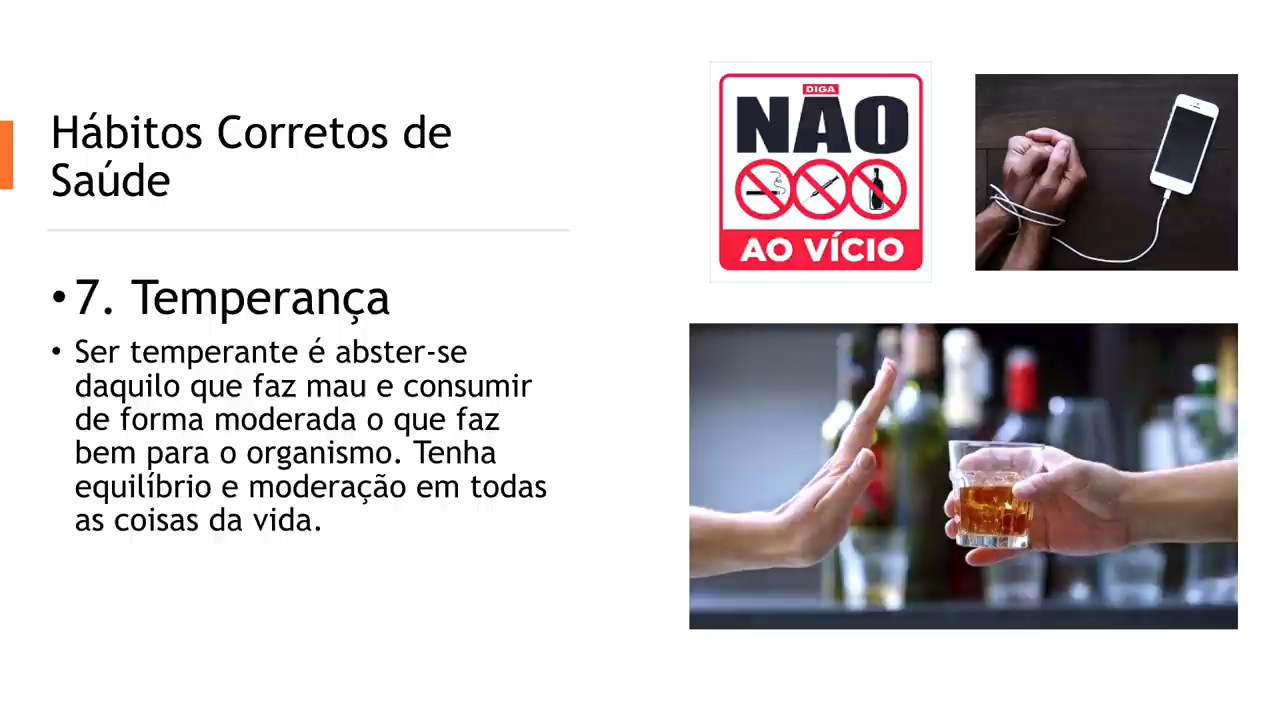 Hábitos Corretos de
Saúde
• 7. Temperança
• Ser temperante é abster-se
daquilo que faz mau e consumir
de forma moderada o que faz
bem para o organismo. Tenha
equilíbrio e moderação em todas
as coisas da vida.
DIGA
NÃO
AO VÍCIO